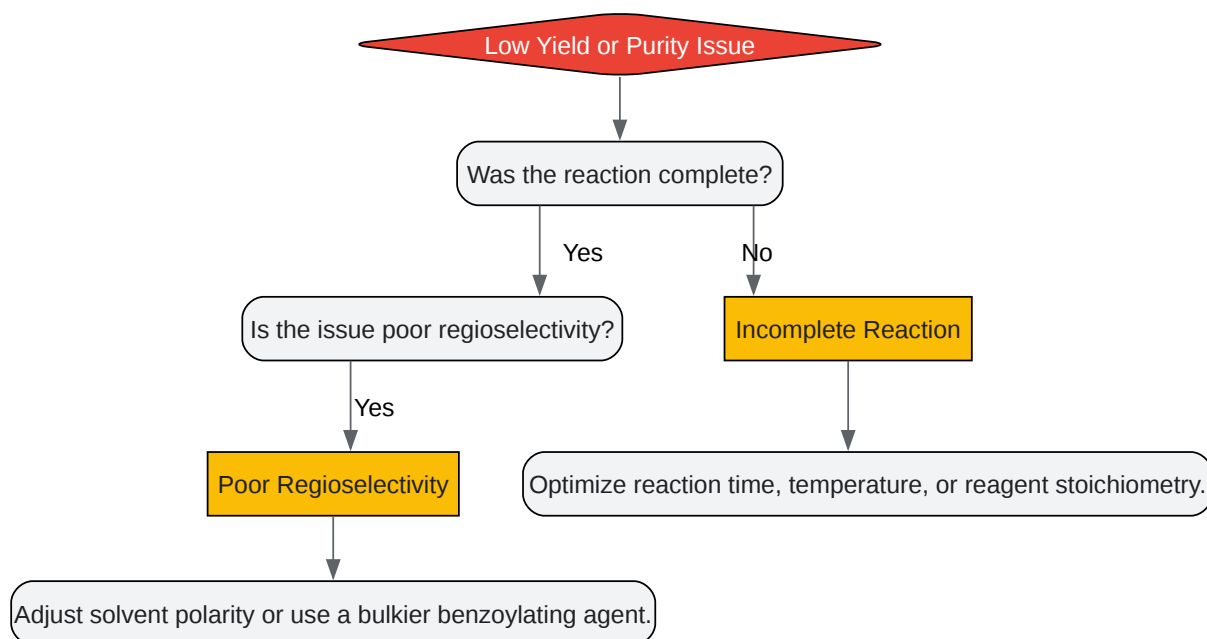 Low Yield or Purity Issue
Was the reaction complete?
Yes
No
Is the issue poor regioselectivity?
Incomplete Reaction
Yes
Poor Regioselectivity
Optimize reaction time, temperature, or reagent stoichiometry.
Adjust solvent polarity or use a bulkier benzoylating agent.